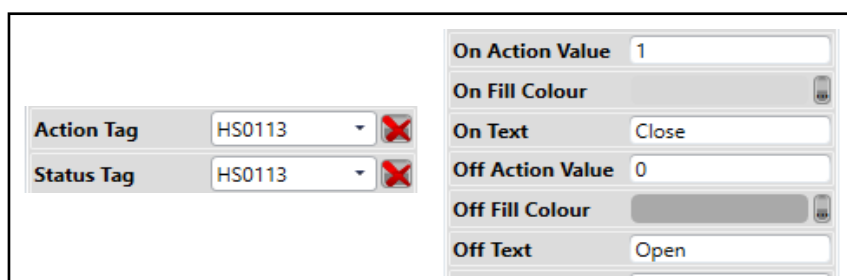 Action Tag HS0113
Status Tag HS0113
On Action Value 1
On Fill Colour
On Text Close
Off Action Value 0
Off Fill Colour
Off Text Open